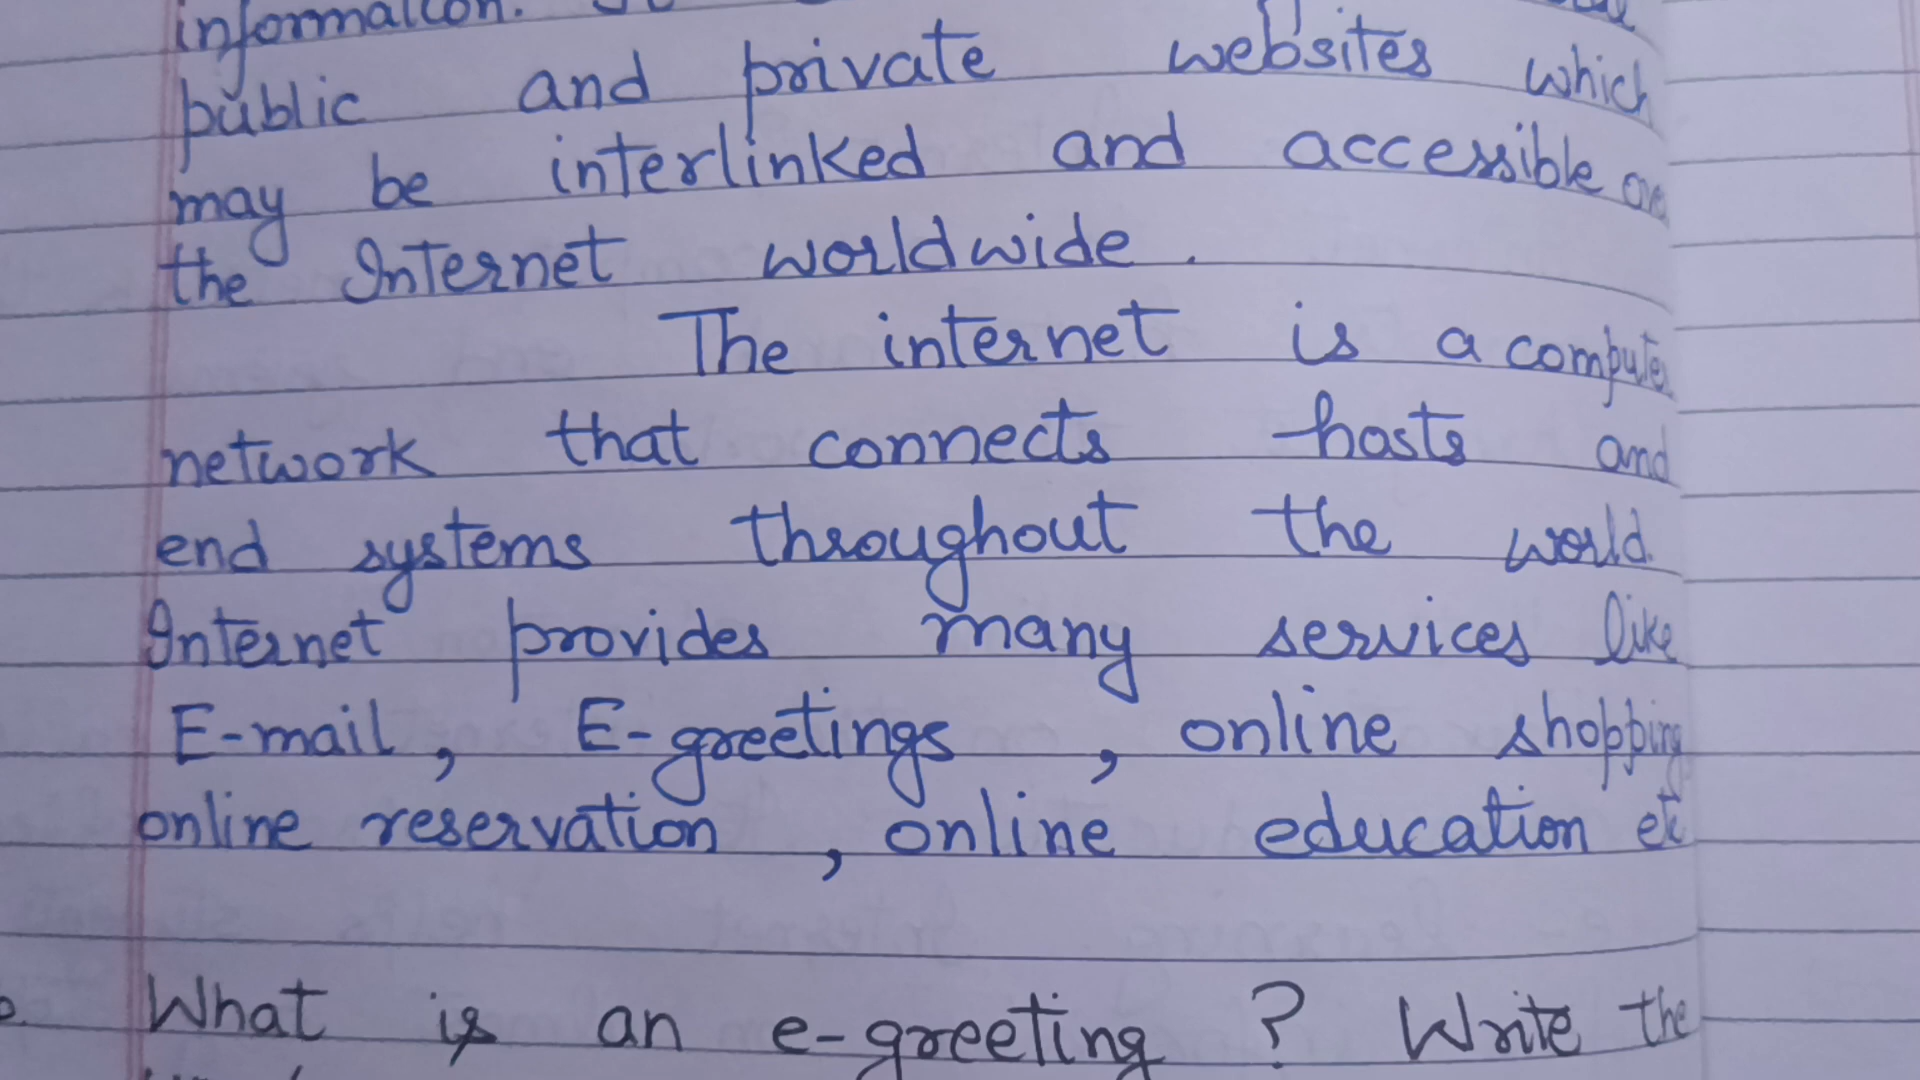 information.
public and private websites which
may be interlinked and accessible
the Internet worldwide.
The internet is a computer
network that connects hosts and
end systems throughout the world.
Internet provides many services like
E-mail, E-greetings, online shopping
online reservation, online education etc
What is an e-greeting? Write the